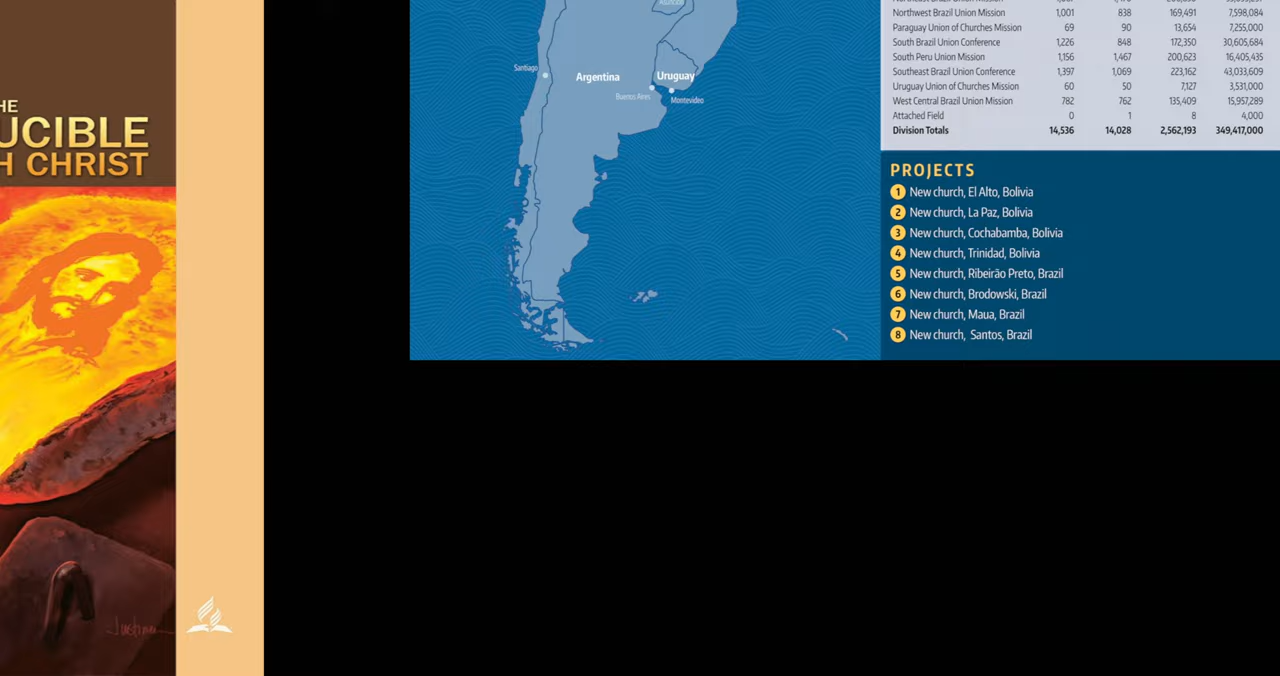 HE
UCIBLE
H CHRIST
Santiago
Argentina
Uruguay
Buenos Aires
Montevideo
Northwest Brazil Union Mission 1,001 838 169,491 7,598,084
Paraguay Union of Churches Mission 69 90 13,654 7,255,000
South Brazil Union Conference 1,226 848 172,350 30,605,684
South Peru Union Mission 1,156 1,467 200,623 16,405,435
Southeast Brazil Union Conference 1,397 1,069 223,162 43,033,609
Uruguay Union of Churches Mission 60 50 7,127 3,531,000
West Central Brazil Union Mission 782 762 135,409 15,957,289
Attached Field 0 1 8 4,000
Division Totals 14,536 14,028 2,562,193 349,417,000
PROJECTS
1 New church, El Alto, Bolivia
2 New church, La Paz, Bolivia
3 New church, Cochabamba, Bolivia
4 New church, Trinidad, Bolivia
5 New church, Ribeirão Preto, Brazil
6 New church, Brodowski, Brazil
7 New church, Maua, Brazil
8 New church, Santos, Brazil